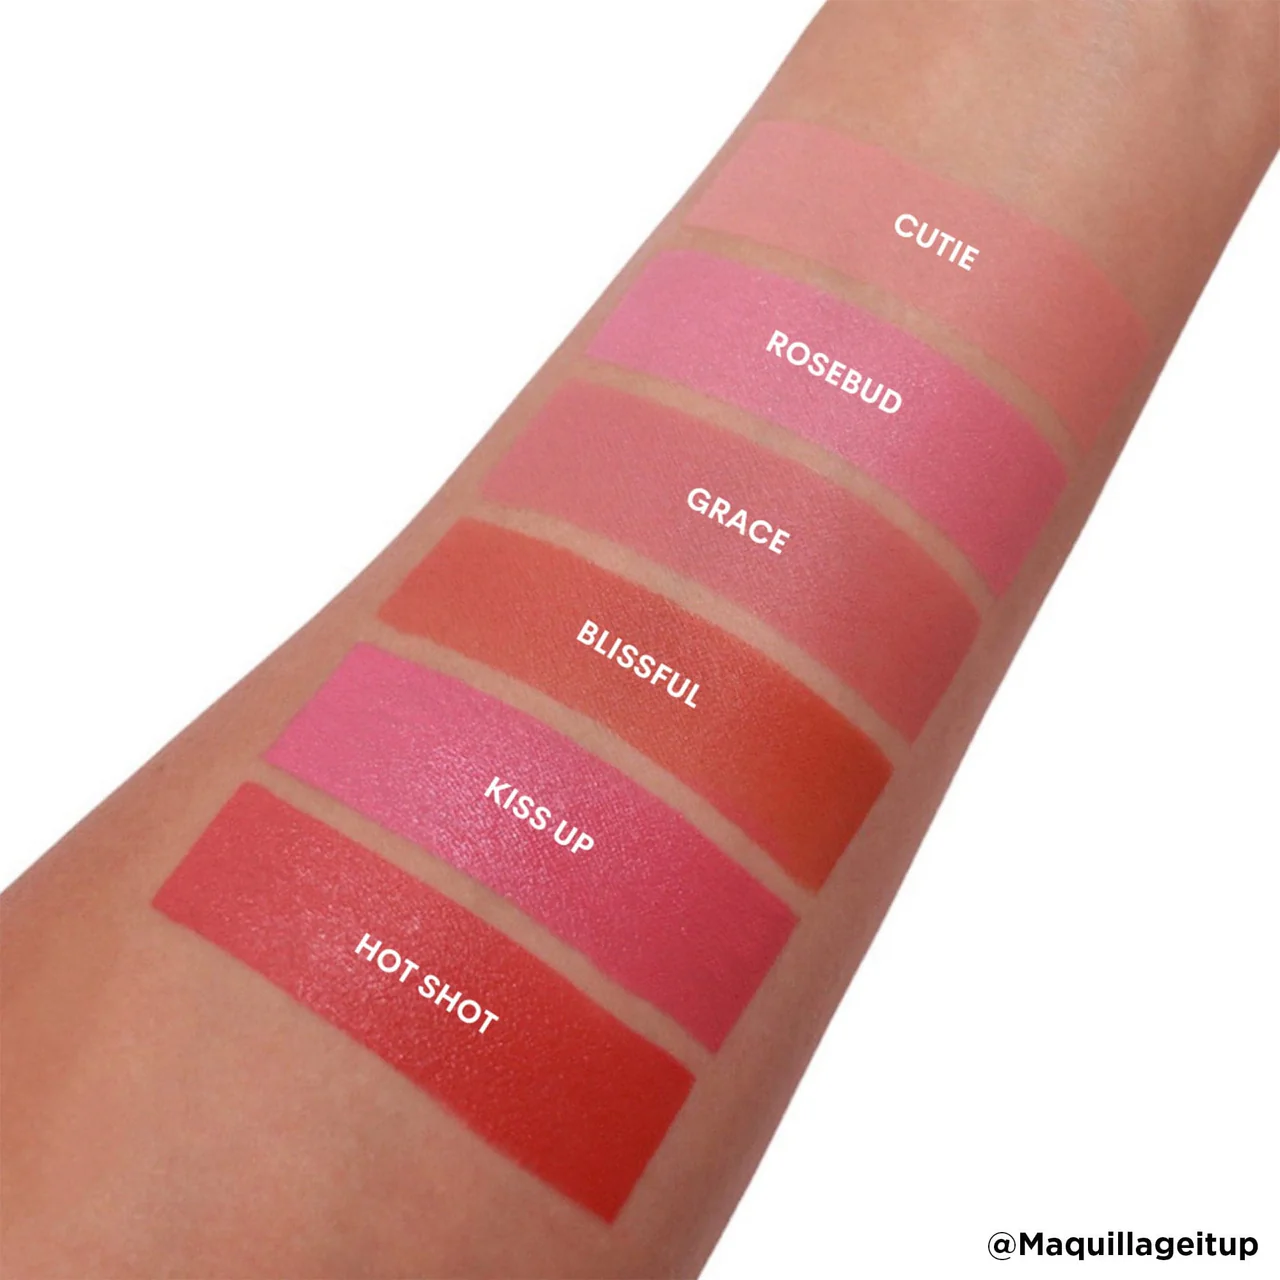 CUTIE
ROSEBUD
GRACE
BLISSFUL
KISS UP
HOT SHOT
@Maquillageitup